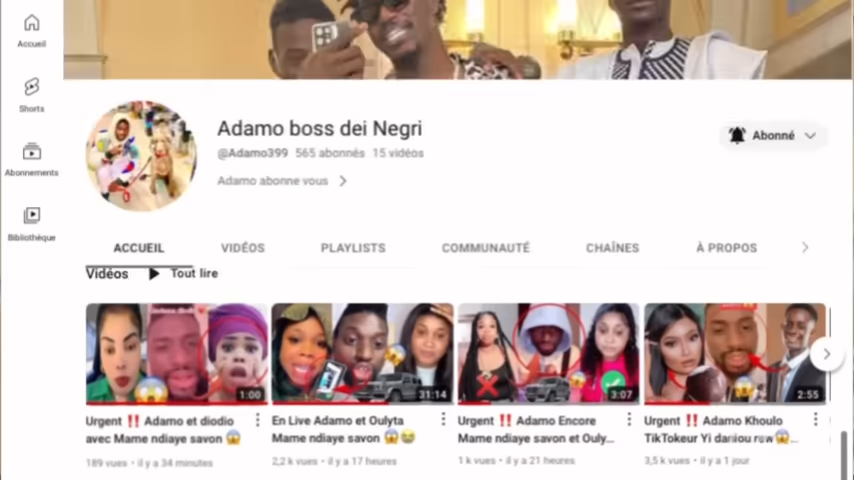 Accueil
Shorts
Abonnements
Bibliothèque
Adamo boss dei Negri
@Adamo399 565 abonnés 15 vidéos
Adamo abonne vous
Abonné
ACCUEIL VIDÉOS PLAYLISTS COMMUNAUTÉ CHAÎNES À PROPOS
Vidéos Tout lire
1:00
31:14
3:07
2:55
Urgent ‼️ Adamo et diodio
avec Mame ndiaye savon 😱
189 vues • il y a 34 minutes
En Live Adamo et Oulyta
Mame ndiaye savon 😱😭
2,2 k vues • il y a 17 heures
Urgent ‼️ Adamo Encore
Mame ndiaye savon et Ouly...
1 k vues • il y a 21 heures
Urgent ‼️ Adamo Khoulo
TikTokeur Yi daniou raw😱...
3,5 k vues • il y a 1 jour